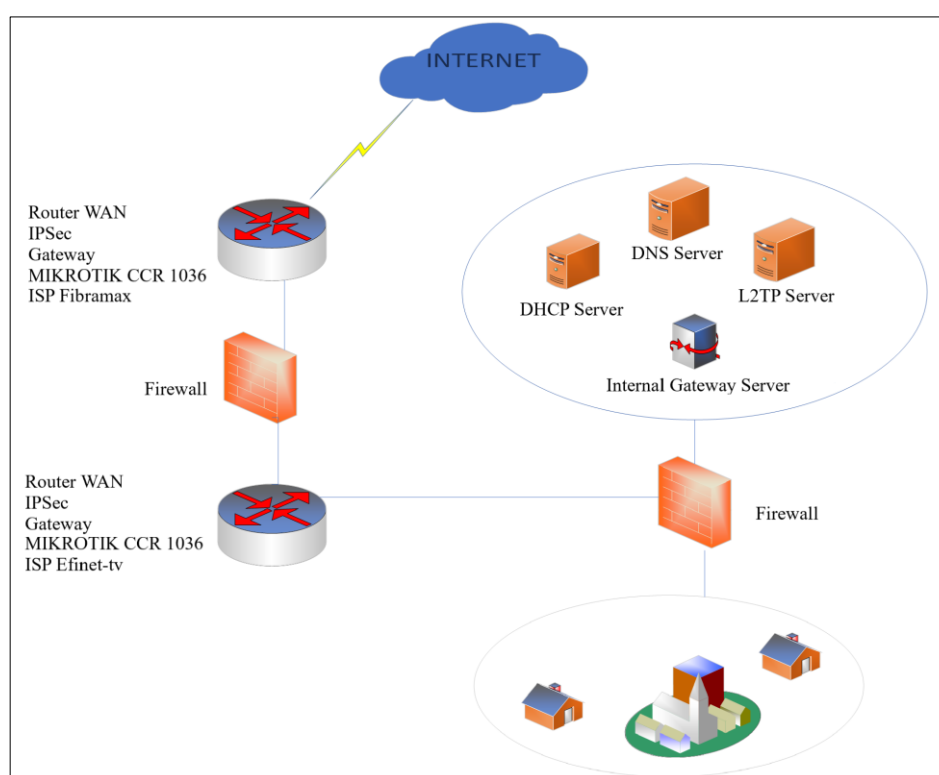 INTERNET
Router WAN
IPSec
Gateway
MIKROTIK CCR 1036
ISP Fibramax
DNS Server
DHCP Server
L2TP Server
Internal Gateway Server
Firewall
Router WAN
IPSec
Gateway
MIKROTIK CCR 1036
ISP Efinet-tv
Firewall